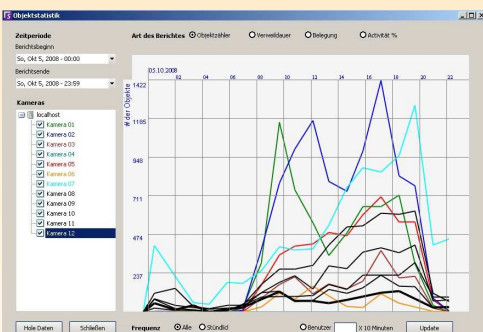 Objektstatistik
Zeitperiode
Berichtsbeginn
So, Okt 5, 2008 - 00:00
Berichtsende
So, Okt 5, 2008 - 23:59
Kameras
localhost
Kamera 01
Kamera 02
Kamera 03
Kamera 04
Kamera 05
Kamera 06
Kamera 07
Kamera 08
Kamera 09
Kamera 10
Kamera 11
Kamera 12
Hole Daten Schließen
Art des Berichtes Objektzähler Verweildauer Belegung Activität %
05.10.2008
02 04 06 08 10 12 14 16 18 20 22
# der Objekte
1422
1185
948
711
474
237
Frequenz Alle Stündlid Benutzer X 10 Minuten Update